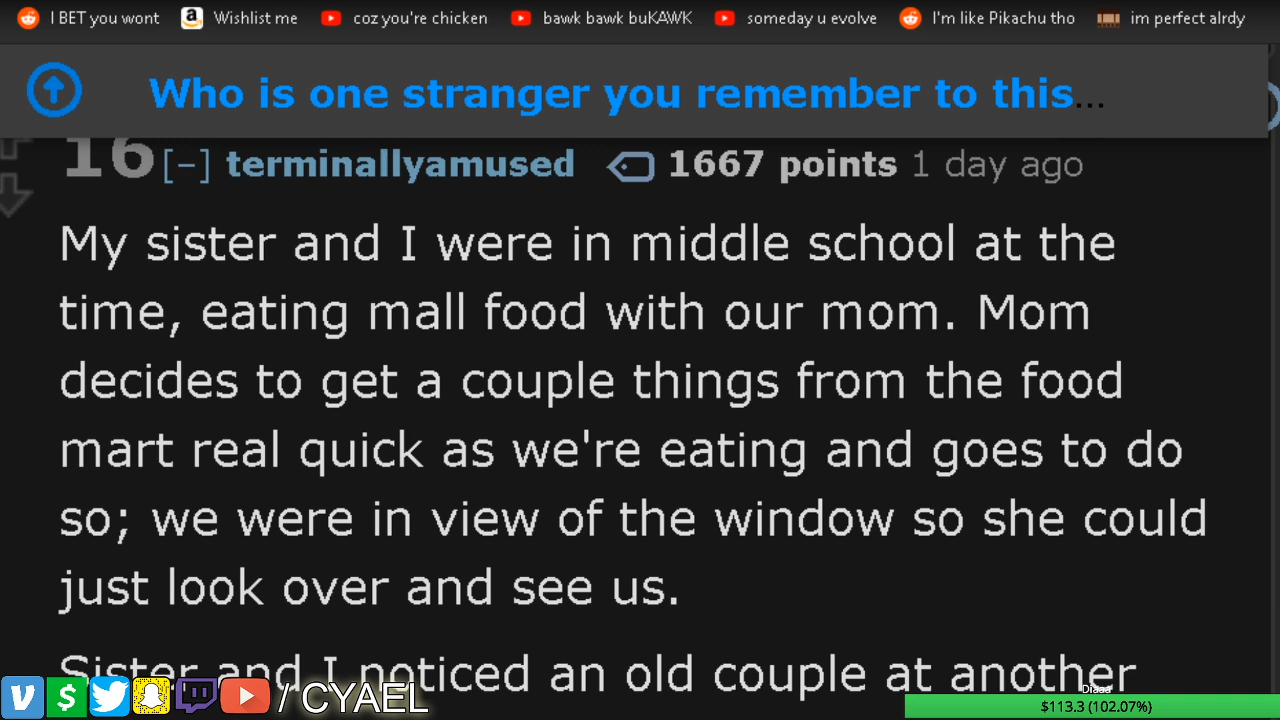 I BET you wont Wishlist me coz you're chicken bawk bawk buKAWK someday u evolve I'm like Pikachu tho im perfect alrdy
Who is one stranger you remember to this...
16 [–] terminallyamused 1667 points 1 day ago
My sister and I were in middle school at the
time, eating mall food with our mom. Mom
decides to get a couple things from the food
mart real quick as we're eating and goes to do
so; we were in view of the window so she could
just look over and see us.
Sister and I noticed an old couple at another
/ CYAEL
Diaaa
$113.3 (102.07%)